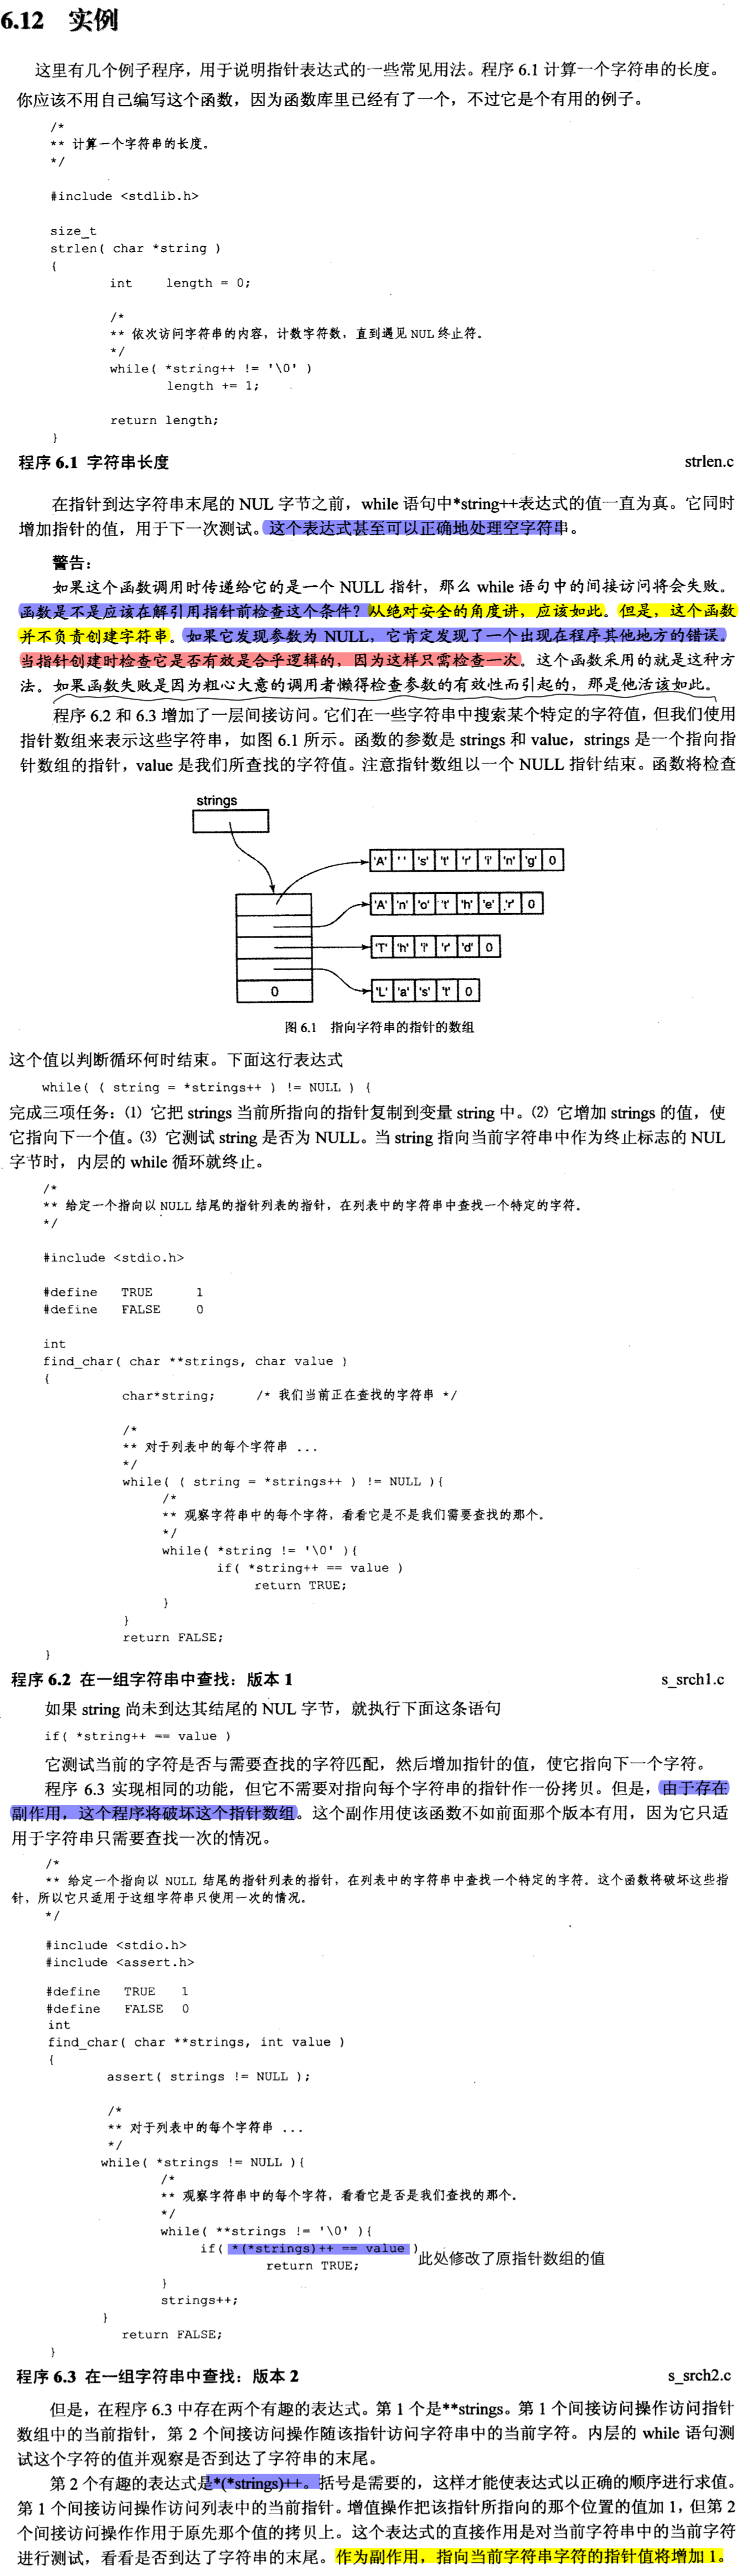 6.12 实例
这里有几个例子程序，用于说明指针表达式的一些常见用法。程序 6.1 计算一个字符串的长度。
你应该不用自己编写这个函数，因为函数库里已经有了一个，不过它是个有用的例子。
/*
** 计算一个字符串的长度。
*/
#include <stdlib.h>
size_t
strlen( char *string )
{
int length = 0;
/*
** 依次访问字符串的内容，计数字符数，直到遇见 NUL 终止符。
*/
while( *string++ != '\0' )
length += 1;
return length;
}
程序 6.1 字符串长度 strlen.c
在指针到达字符串末尾的 NUL 字节之前，while 语句中*string++表达式的值一直为真。它同时
增加指针的值，用于下一次测试。这个表达式甚至可以正确地处理空字符串。
警告：
如果这个函数调用时传递给它的是一个 NULL 指针，那么 while 语句中的间接访问将会失败。
函数是不是应该在解引用指针前检查这个条件？从绝对安全的角度讲，应该如此。但是，这个函数
并不负责创建字符串。如果它发现参数为 NULL，它肯定发现了一个出现在程序其他地方的错误。
当指针创建时检查它是否有效是合乎逻辑的，因为这样只需检查一次。这个函数采用的就是这种方
法。如果函数失败是因为粗心大意的调用者懒得检查参数的有效性而引起的，那是他活该如此。
程序 6.2 和 6.3 增加了一层间接访问。它们在一些字符串中搜索某个特定的字符值，但我们使用
指针数组来表示这些字符串，如图 6.1 所示。函数的参数是 strings 和 value，strings 是一个指向指
针数组的指针，value 是我们所查找的字符值。注意指针数组以一个 NULL 指针结束。函数将检查
strings
'A' ' ' 's' 't' 'r' 'i' 'n' 'g' 0
'A' 'n' 'o' 't' 'h' 'e' 'r' 0
'T' 'h' 'i' 'r' 'd' 0
'L' 'a' 's' 't' 0
0
图 6.1 指向字符串的指针的数组
这个值以判断循环何时结束。下面这行表达式
while( ( string = *strings++ ) != NULL ) {
完成三项任务：⑴ 它把 strings 当前所指向的指针复制到变量 string 中。⑵ 它增加 strings 的值，使
它指向下一个值。⑶ 它测试 string 是否为 NULL。当 string 指向当前字符串中作为终止标志的 NUL
字节时，内层的 while 循环就终止。
/*
** 给定一个指向以 NULL 结尾的指针列表的指针，在列表中的字符串中查找一个特定的字符。
*/
#include <stdio.h>
#define TRUE 1
#define FALSE 0
int
find_char( char **strings, char value )
{
char*string; /* 我们当前正在查找的字符串 */
/*
** 对于列表中的每个字符串 ...
*/
while( ( string = *strings++ ) != NULL ){
/*
** 观察字符串中的每个字符，看看它是不是我们需要查找的那个。
*/
while( *string != '\0' ){
if( *string++ == value )
return TRUE;
}
}
return FALSE;
}
程序 6.2 在一组字符串中查找：版本 1 s_srch1.c
如果 string 尚未到达其结尾的 NUL 字节，就执行下面这条语句
if( *string++ == value )
它测试当前的字符是否与需要查找的字符匹配，然后增加指针的值，使它指向下一个字符。
程序 6.3 实现相同的功能，但它不需要对指向每个字符串的指针作一份拷贝。但是，由于存在
副作用，这个程序将破坏这个指针数组。这个副作用使该函数不如前面那个版本有用，因为它只适
用于字符串只需要查找一次的情况。
/*
** 给定一个指向以 NULL 结尾的指针列表的指针，在列表中的字符串中查找一个特定的字符。这个函数将破坏这些指
针，所以它只适用于这组字符串只使用一次的情况。
*/
#include <stdio.h>
#include <assert.h>
#define TRUE 1
#define FALSE 0
int
find_char( char **strings, int value )
{
assert( strings != NULL );
/*
** 对于列表中的每个字符串 ...
*/
while( *strings != NULL ){
/*
** 观察字符串中的每个字符，看看它是否是我们查找的那个。
*/
while( **strings != '\0' ){
if( *(*strings)++ == value ) 此处修改了原指针数组的值
return TRUE;
}
strings++;
}
return FALSE;
}
程序 6.3 在一组字符串中查找：版本 2 s_srch2.c
但是，在程序 6.3 中存在两个有趣的表达式。第 1 个是**strings。第 1 个间接访问操作访问指针
数组中的当前指针，第 2 个间接访问操作随该指针访问字符串中的当前字符。内层的 while 语句测
试这个字符的值并观察是否到达了字符串的末尾。
第 2 个有趣的表达式是*(*strings)++。括号是需要的，这样才能使表达式以正确的顺序进行求值。
第 1 个间接访问操作访问列表中的当前指针。增值操作把该指针所指向的那个位置的值加 1，但第 2
个间接访问操作作用于原先那个值的拷贝上。这个表达式的直接作用是对当前字符串中的当前字符
进行测试，看看是否到达了字符串的末尾。作为副作用，指向当前字符串字符的指针值将增加 1。